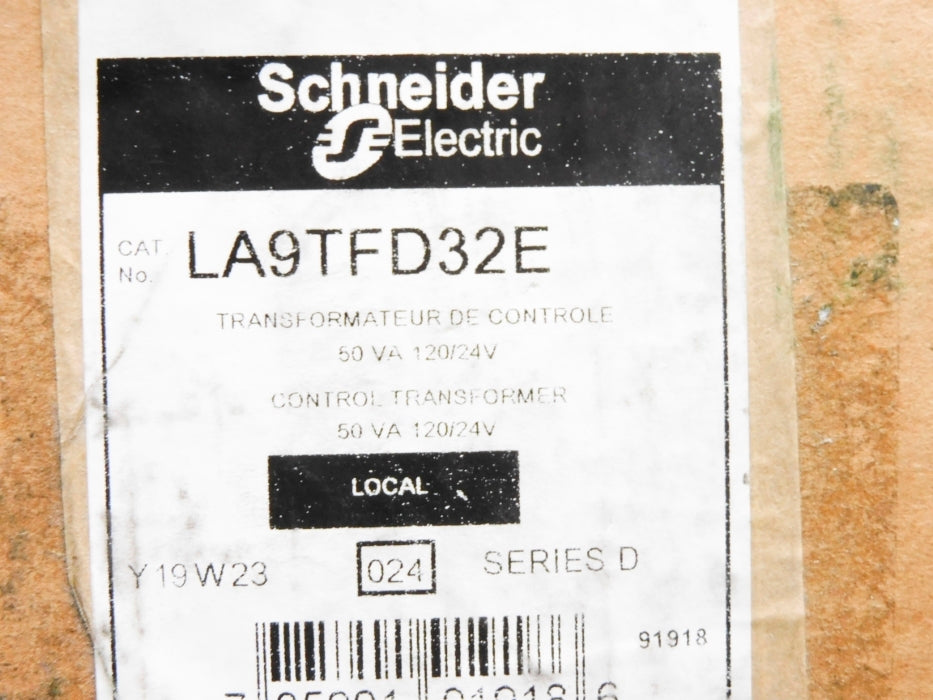 Schneider
Electric
CAT. No. LA9TFD32E
TRANSFORMATEUR DE CONTROLE
50 VA 120/24V
CONTROL TRANSFORMER
50 VA 120/24V
LOCAL
Y19W23 024 SERIES D
91918